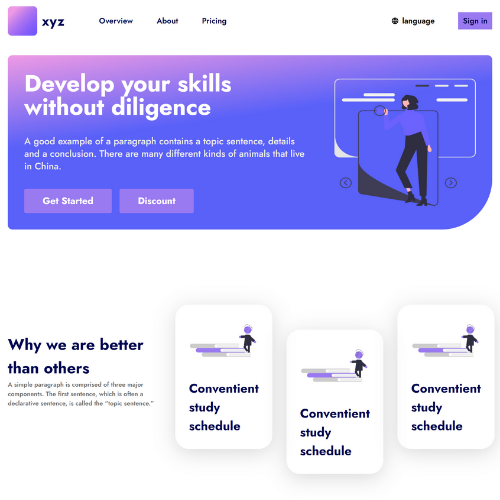 xyz
Overview
About
Pricing
language
Sign in
Develop your skills
without diligence
A good example of a paragraph contains a topic sentence, details
and a conclusion. There are many different kinds of animals that live
in China.
Get Started
Discount
Why we are better
than others
A simple paragraph is comprised of three major
components. The first sentence, which is often a
declarative sentence, is called the “topic sentence.”
Conventient
study
schedule
Conventient
study
schedule
Conventient
study
schedule